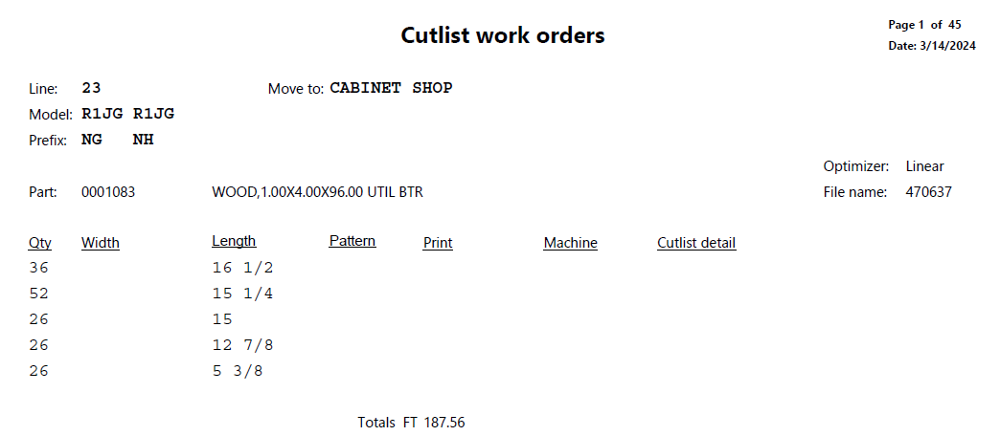 Cutlist work orders
Page 1 of 45
Date: 3/14/2024
Line: 23 Move to: CABINET SHOP
Model: R1JG R1JG
Prefix: NG NH
Optimizer: Linear
Part: 0001083 WOOD,1.00X4.00X96.00 UTIL BTR File name: 470637
Qty Width Length Pattern Print Machine Cutlist detail
36 16 1/2
52 15 1/4
26 15
26 12 7/8
26 5 3/8
Totals FT 187.56